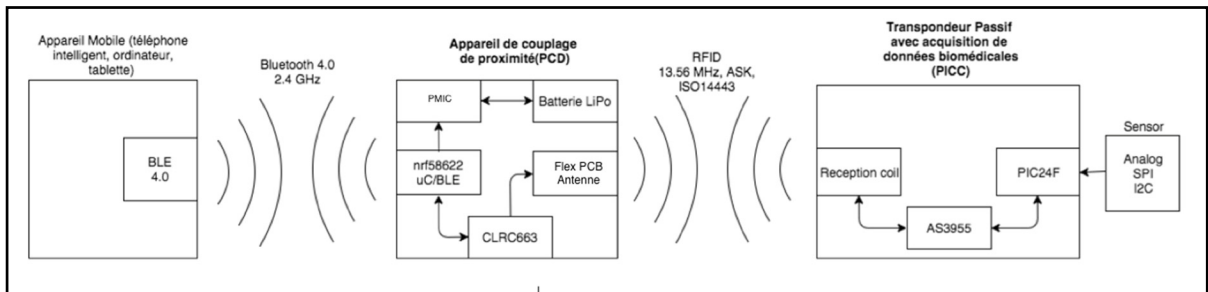 Appareil Mobile (téléphone
intelligent, ordinateur,
tablette)
BLE
4.0
Bluetooth 4.0
2.4 GHz
Appareil de couplage
de proximité(PCD)
PMIC
Batterie LiPo
nrf58622
uC/BLE
Flex PCB
Antenne
CLRC663
RFID
13.56 MHz, ASK,
ISO14443
Transpondeur Passif
avec acquisition de
données biomédicales
(PICC)
Reception coil
PIC24F
AS3955
Sensor
Analog
SPI
I2C